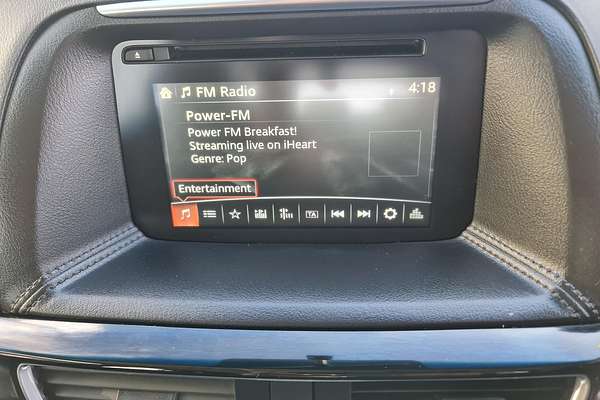 FM Radio 4:18
Power-FM
Power FM Breakfast!
Streaming live on iHeart
Genre: Pop
Entertainment
TA